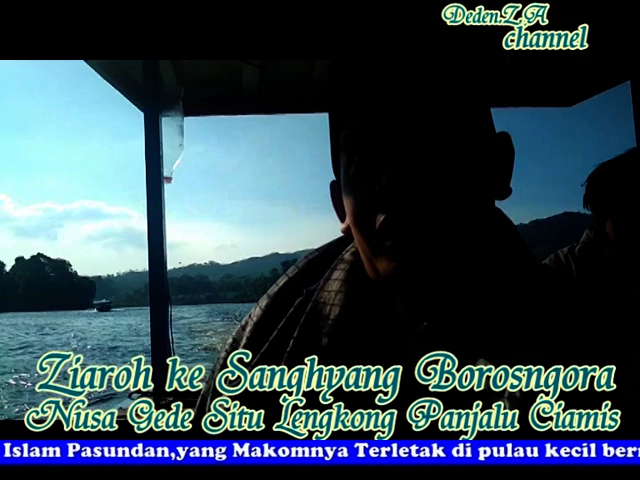 Deden.Z.A
channel
Ziaroh ke Sanghyang Borosngora
Nusa Gede Situ Lengkong Panjalu Ciamis
Islam Pasundan,yang Makomnya Terletak di pulau kecil ber